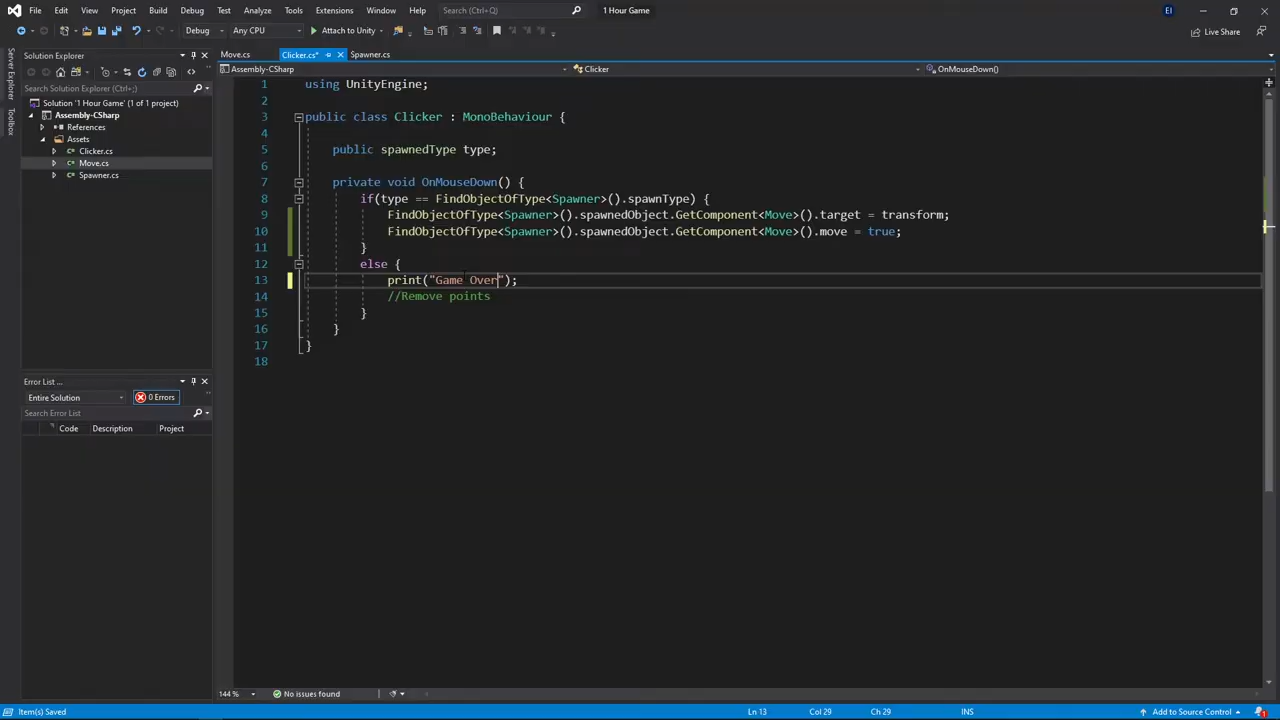 File Edit View Project Build Debug Test Analyze Tools Extensions Window Help Search (Ctrl+Q) 1 Hour Game EI
Debug Any CPU Attach to Unity Live Share
Server Explorer
Toolbox
Solution Explorer
Search Solution Explorer (Ctrl+;)
Solution '1 Hour Game' (1 of 1 project)
Assembly-CSharp
References
Assets
Clicker.cs
Move.cs
Spawner.cs
Error List ...
Entire Solution 0 Errors
Search Error List
Code Description Project
Move.cs Clicker.cs* Spawner.cs
Assembly-CSharp Clicker OnMouseDown()
1 using UnityEngine;
2
3 public class Clicker : MonoBehaviour {
4
5 public spawnedType type;
6
7 private void OnMouseDown() {
8 if(type == FindObjectOfType<Spawner>().spawnType) {
9 FindObjectOfType<Spawner>().spawnedObject.GetComponent<Move>().target = transform;
10 FindObjectOfType<Spawner>().spawnedObject.GetComponent<Move>().move = true;
11 }
12 else {
13 print("Game Over");
14 //Remove points
15 }
16 }
17 }
18
144 % No issues found
Item(s) Saved Ln 13 Col 29 Ch 29 INS Add to Source Control 1